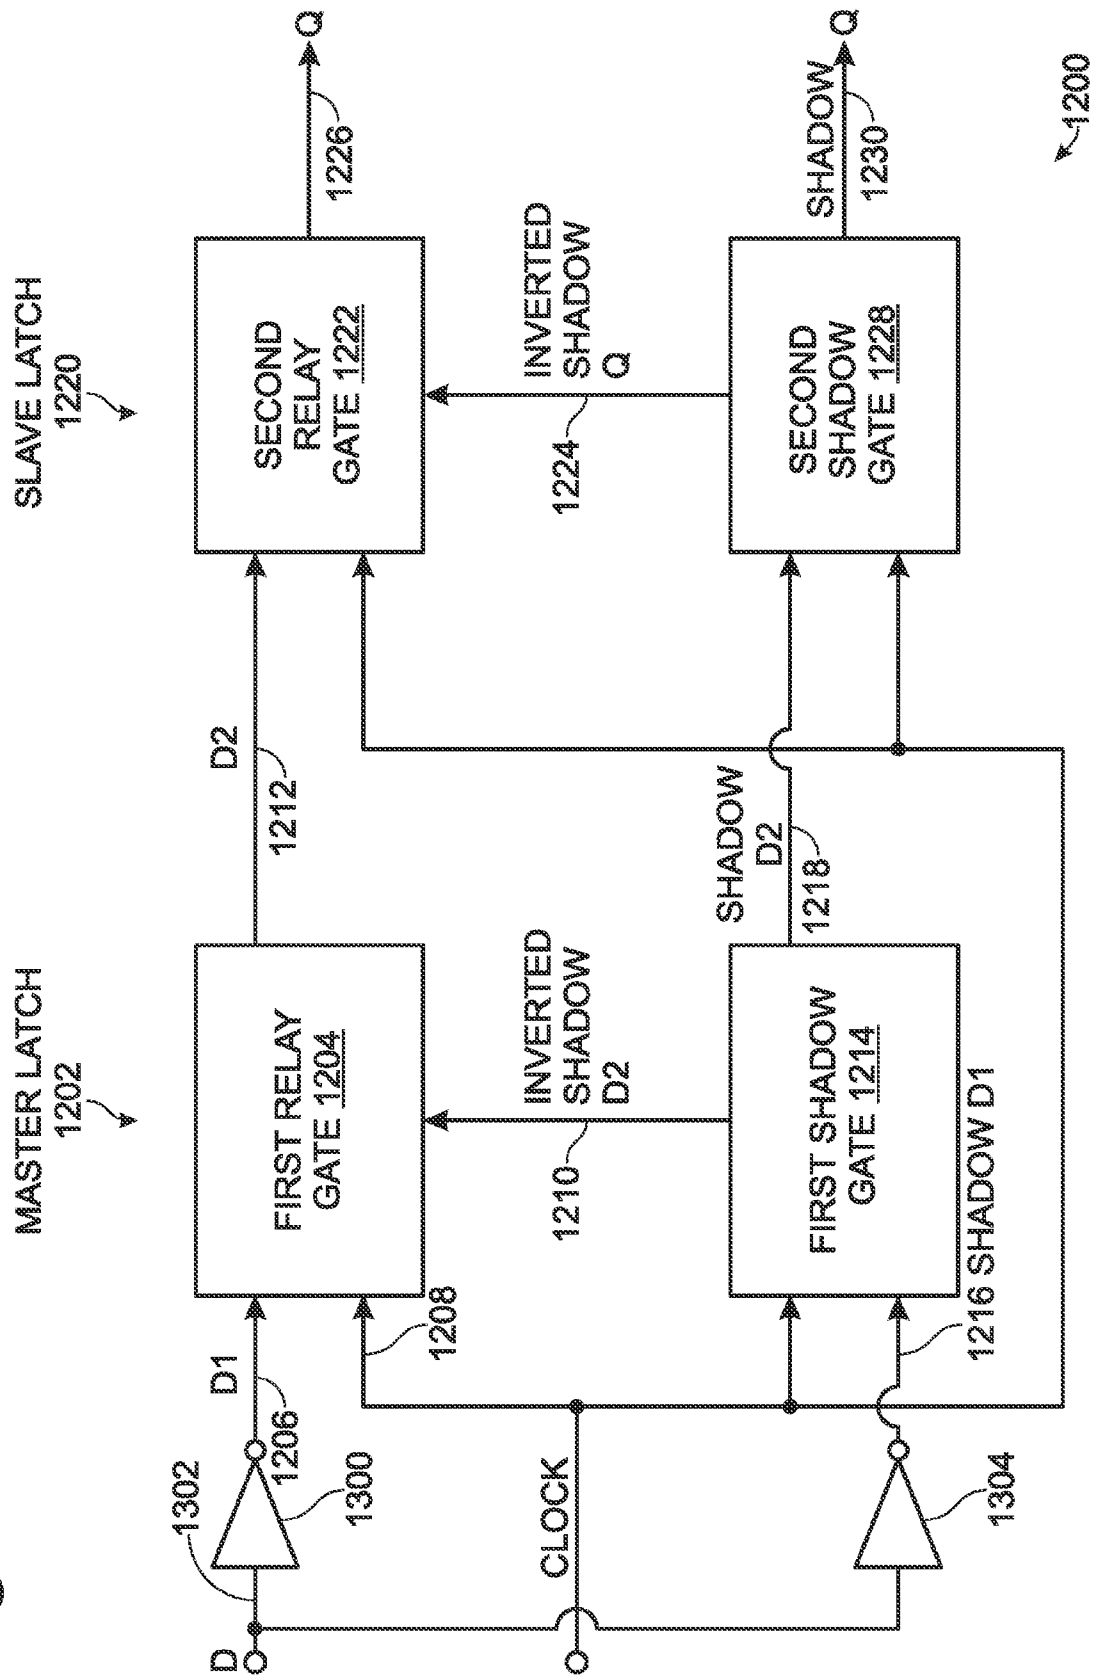 MASTER LATCH
1202
SLAVE LATCH
1220
D
1302
1300
D1
1206
FIRST RELAY
GATE 1204
D2
1212
SECOND
RELAY
GATE 1222
1226
Q
1208
CLOCK
1210
INVERTED
SHADOW
D2
1224
INVERTED
SHADOW
Q
1304
1216 SHADOW D1
FIRST SHADOW
GATE 1214
SHADOW
D2
1218
SECOND
SHADOW
GATE 1228
SHADOW
1230
Q
1200